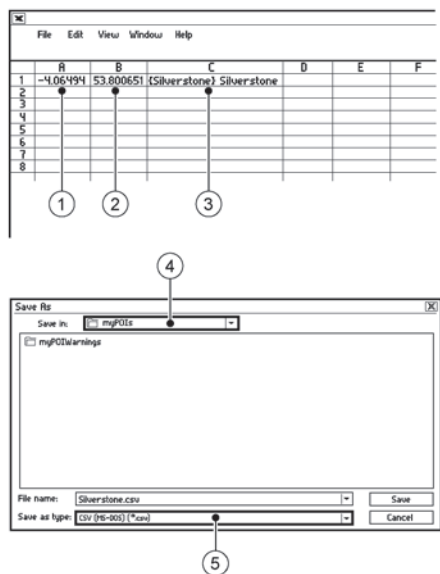 File Edit View Window Help
A B C D E F
1 -4.06494 53.800651 {Silverstone} Silverstone
2
3
4
5
6
7
8
1 2 3
4
Save As
Save in: myPOIs
myPOIWarnings
File name: Silverstone.csv Save
Save as type: CSV (MS-DOS) (*.csv) Cancel
5